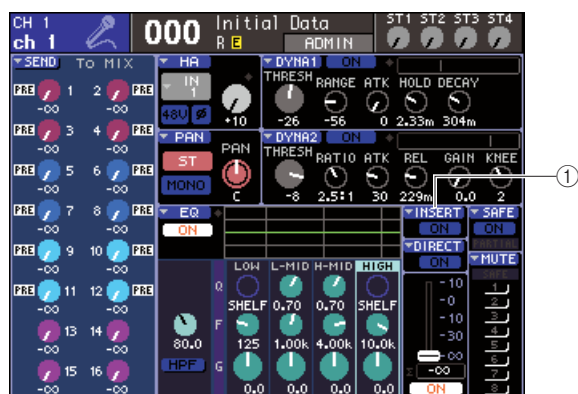 CH 1
ch 1
000
Initial Data
R E
ADMIN
ST1 ST2 ST3 ST4
SEND TO MIX
PRE 1 2 PRE
-∞ -∞
PRE 3 4 PRE
-∞ -∞
PRE 5 6 PRE
-∞ -∞
PRE 7 8 PRE
-∞ -∞
PRE 9 10 PRE
-∞ -∞
PRE 11 12 PRE
-∞ -∞
13 14
-∞ -∞
15 16
-∞ -∞
HA
IN
1
48V Ø
+10
PAN
ST
MONO
PAN
C
DYNA1 ON
THRESH RANGE ATK HOLD DECAY
-26 -56 0 2.33m 304m
DYNA2 ON
THRESH RATIO ATK REL GAIN KNEE
-8 2.5:1 30 229m 0.0 2
EQ
ON
LOW L-MID H-MID HIGH
Q
SHELF 0.70 0.70 SHELF
F
80.0 125 1.00k 4.00k 10.0k
HPF G
0.0 0.0 0.0 0.0
INSERT
ON
DIRECT
ON
-10
-0
-10
-30
-∞
Σ -∞
ON
SAFE
ON
PARTIAL
MUTE
SAFE
1
2
3
4
5
6
7
8
1